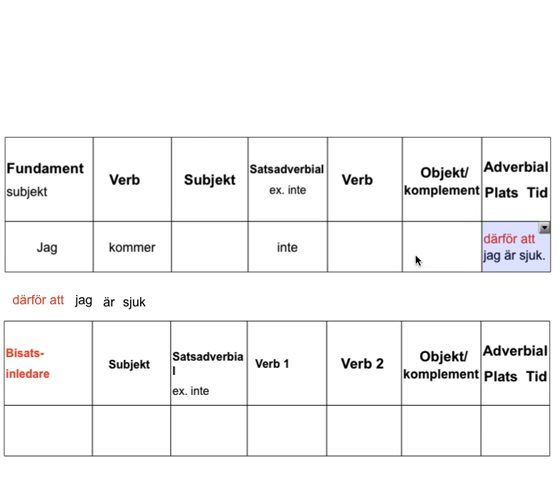 Fundament
subjekt
Verb
Subjekt
Satsadverbial
ex. inte
Verb
Objekt/
komplement
Adverbial
Plats Tid
Jag
kommer
inte
därför att
jag är sjuk.
därför att jag är sjuk
Bisats-
inledare
Subjekt
Satsadverbia
l
ex. inte
Verb 1
Verb 2
Objekt/
komplement
Adverbial
Plats Tid